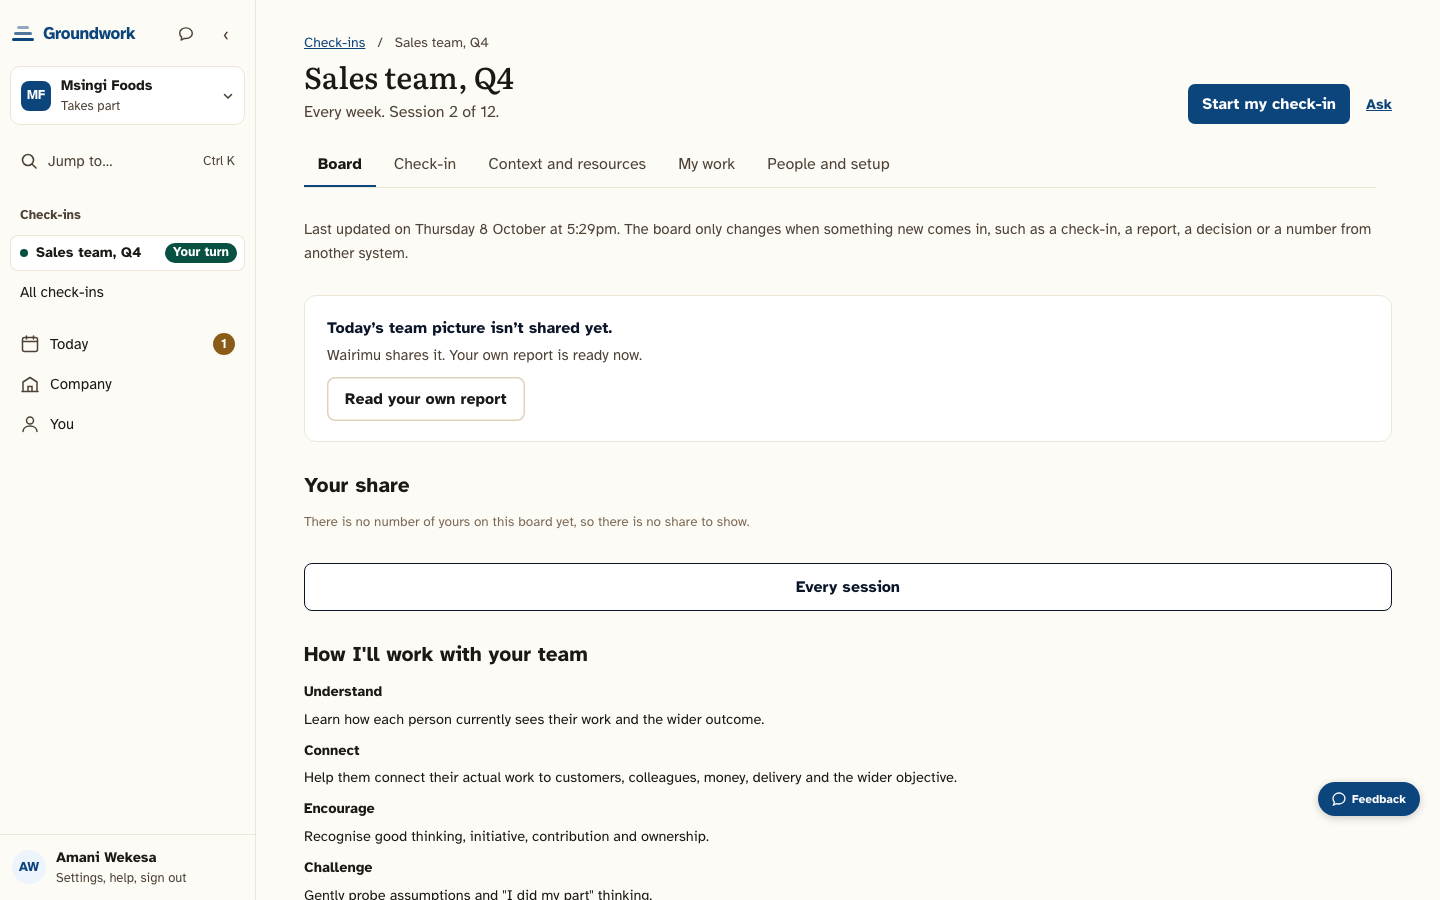 Groundwork
MF
Msingi Foods
Takes part
Jump to…
Ctrl K
Check-ins
Sales team, Q4
Your turn
All check-ins
Today
1
Company
You
AW
Amani Wekesa
Settings, help, sign out
Check-ins / Sales team, Q4
Sales team, Q4
Every week. Session 2 of 12.
Start my check-in
Ask
Board
Check-in
Context and resources
My work
People and setup
Last updated on Thursday 8 October at 5:29pm. The board only changes when something new comes in, such as a check-in, a report, a decision or a number from
another system.
Today’s team picture isn’t shared yet.
Wairimu shares it. Your own report is ready now.
Read your own report
Your share
There is no number of yours on this board yet, so there is no share to show.
Every session
How I'll work with your team
Understand
Learn how each person currently sees their work and the wider outcome.
Connect
Help them connect their actual work to customers, colleagues, money, delivery and the wider objective.
Encourage
Recognise good thinking, initiative, contribution and ownership.
Challenge
Gently probe assumptions and "I did my part" thinking.
Feedback